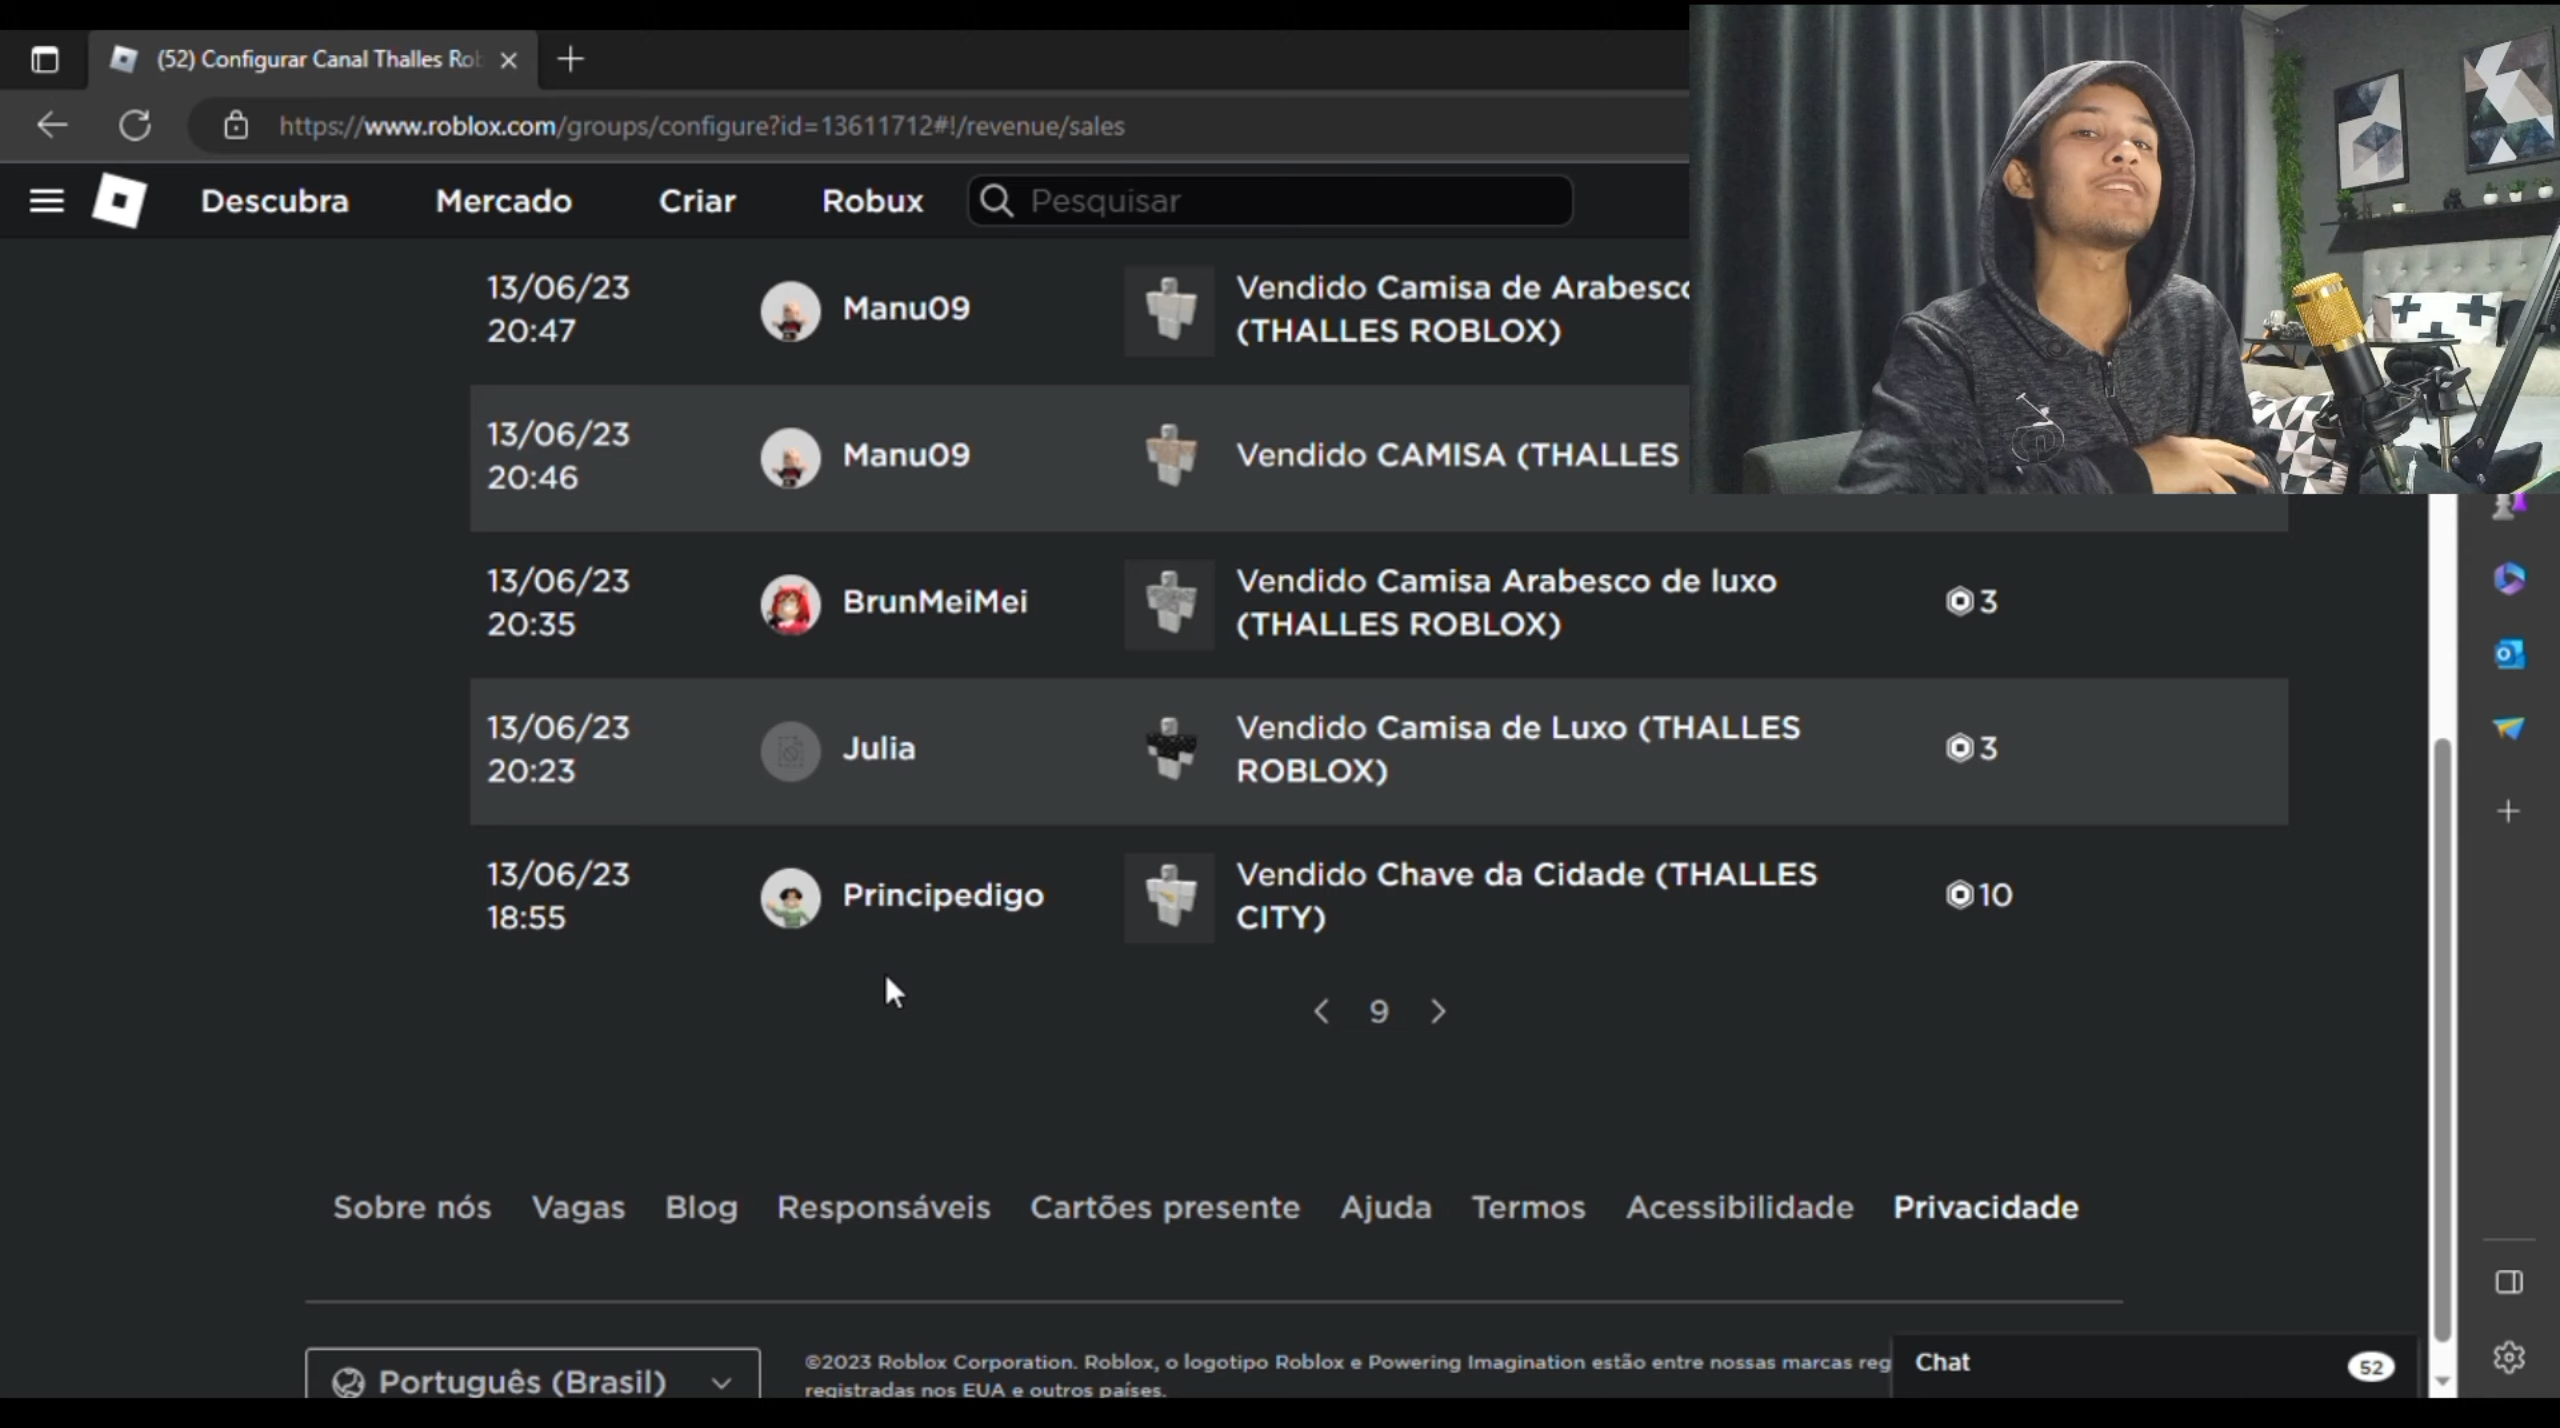 (52) Configurar Canal Thalles Rob
https://www.roblox.com/groups/configure?id=13611712#!/revenue/sales
Descubra Mercado Criar Robux Pesquisar
13/06/23
20:47
Manu09
Vendido Camisa de Arabesco
(THALLES ROBLOX)
13/06/23
20:46
Manu09
Vendido CAMISA (THALLES
13/06/23
20:35
BrunMeiMei
Vendido Camisa Arabesco de luxo
(THALLES ROBLOX)
3
13/06/23
20:23
Julia
Vendido Camisa de Luxo (THALLES
ROBLOX)
3
13/06/23
18:55
Principedigo
Vendido Chave da Cidade (THALLES
CITY)
10
9
Sobre nós Vagas Blog Responsáveis Cartões presente Ajuda Termos Acessibilidade Privacidade
Português (Brasil)
©2023 Roblox Corporation. Roblox, o logotipo Roblox e Powering Imagination estão entre nossas marcas reg
registradas nos EUA e outros países.
Chat 52